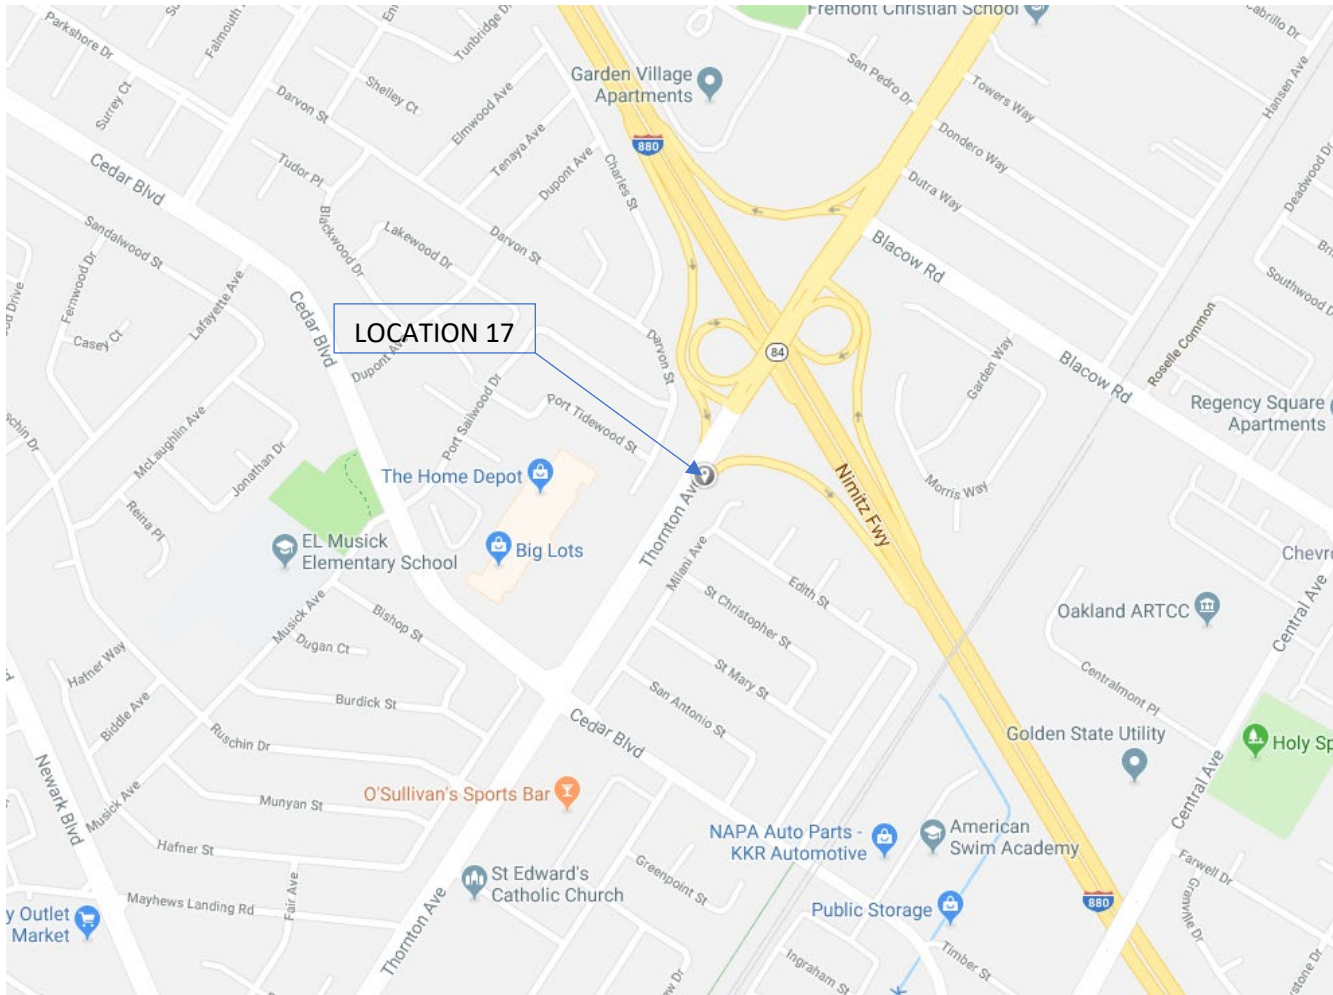 Fremont Christian School
Parkshore Dr
Falmouth
Surrey Ct
Shelley Ct
Tunbridge Dr
Elmwood Ave
Tenaya Ave
Dupont Ave
Charles St
Darvon St
Tudor Pl
Blackwood Dr
Lakewood Dr
Darvon St
Garden Village
Apartments
880
San Pedro Dr
Towers Way
Dondero Way
Dutra Way
Cabrillo Dr
Hansen Ave
Deadwood Dr
Southwood D
Blacow Rd
Cedar Blvd
Sandalwood St
Fernwood Dr
Casey Ct
Lafayette Ave
Cedar Blvd
LOCATION 17
Dupont Ave
Darvon St
84
Garden Way
Blacow Rd
Roselle Common
Regency Square
Apartments
Port Sailwood Dr
Port Tidewood St
McLaughlin Ave
Jonathan Dr
Reina Pl
The Home Depot
Big Lots
EL Musick
Elementary School
Thornton Ave
Nimitz Fwy
Morris Way
Milani Ave
Edith St
St Christopher St
St Mary St
San Antonio St
Oakland ARTCC
Central Ave
Centralmont Pl
Musick Ave
Bishop St
Dugan Ct
Burdick St
Hafner Way
Biddle Ave
Ruschin Dr
Munyan St
Musick Ave
Hafner St
Newark Blvd
Cedar Blvd
Golden State Utility
Holy Sp
O'Sullivan's Sports Bar
NAPA Auto Parts -
KKR Automotive
American
Swim Academy
Central Ave
Farwell Dr
Granville Dr
St Edward's
Catholic Church
Greenpoint St
Public Storage
880
Mayhews Landing Rd
Fair Ave
y Outlet
Market
Thornton Ave
Ingraham St
Timber St